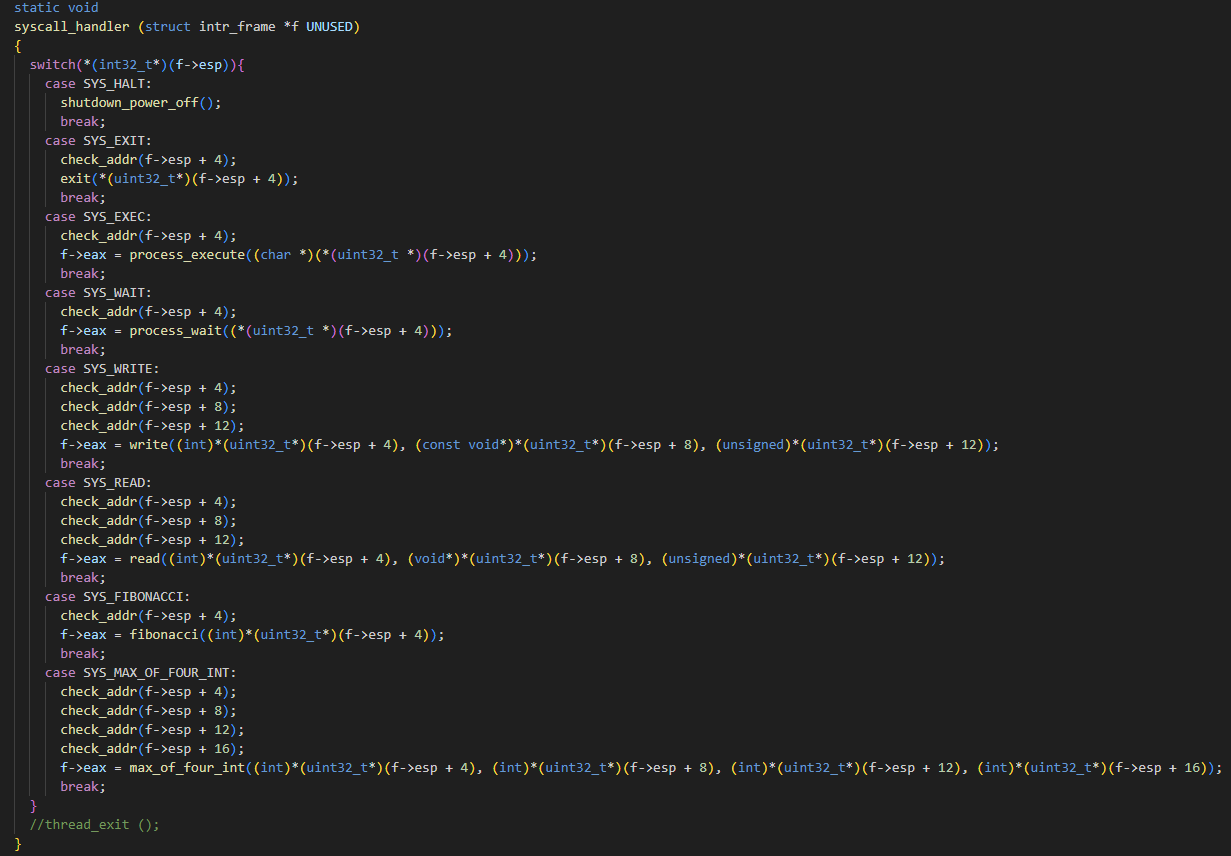 static void
syscall_handler (struct intr_frame *f UNUSED)
{
  switch(*(int32_t*)(f->esp)){
    case SYS_HALT:
      shutdown_power_off();
      break;
    case SYS_EXIT:
      check_addr(f->esp + 4);
      exit(*(uint32_t*)(f->esp + 4));
      break;
    case SYS_EXEC:
      check_addr(f->esp + 4);
      f->eax = process_execute((char *)(*(uint32_t *)(f->esp + 4)));
      break;
    case SYS_WAIT:
      check_addr(f->esp + 4);
      f->eax = process_wait((*(uint32_t *)(f->esp + 4)));
      break;
    case SYS_WRITE:
      check_addr(f->esp + 4);
      check_addr(f->esp + 8);
      check_addr(f->esp + 12);
      f->eax = write((int)*(uint32_t*)(f->esp + 4), (const void*)*(uint32_t*)(f->esp + 8), (unsigned)*(uint32_t*)(f->esp + 12));
      break;
    case SYS_READ:
      check_addr(f->esp + 4);
      check_addr(f->esp + 8);
      check_addr(f->esp + 12);
      f->eax = read((int)*(uint32_t*)(f->esp + 4), (void*)*(uint32_t*)(f->esp + 8), (unsigned)*(uint32_t*)(f->esp + 12));
      break;
    case SYS_FIBONACCI:
      check_addr(f->esp + 4);
      f->eax = fibonacci((int)*(uint32_t*)(f->esp + 4));
      break;
    case SYS_MAX_OF_FOUR_INT:
      check_addr(f->esp + 4);
      check_addr(f->esp + 8);
      check_addr(f->esp + 12);
      check_addr(f->esp + 16);
      f->eax = max_of_four_int((int)*(uint32_t*)(f->esp + 4), (int)*(uint32_t*)(f->esp + 8), (int)*(uint32_t*)(f->esp + 12), (int)*(uint32_t*)(f->esp + 16));
      break;
  }
  //thread_exit ();
}